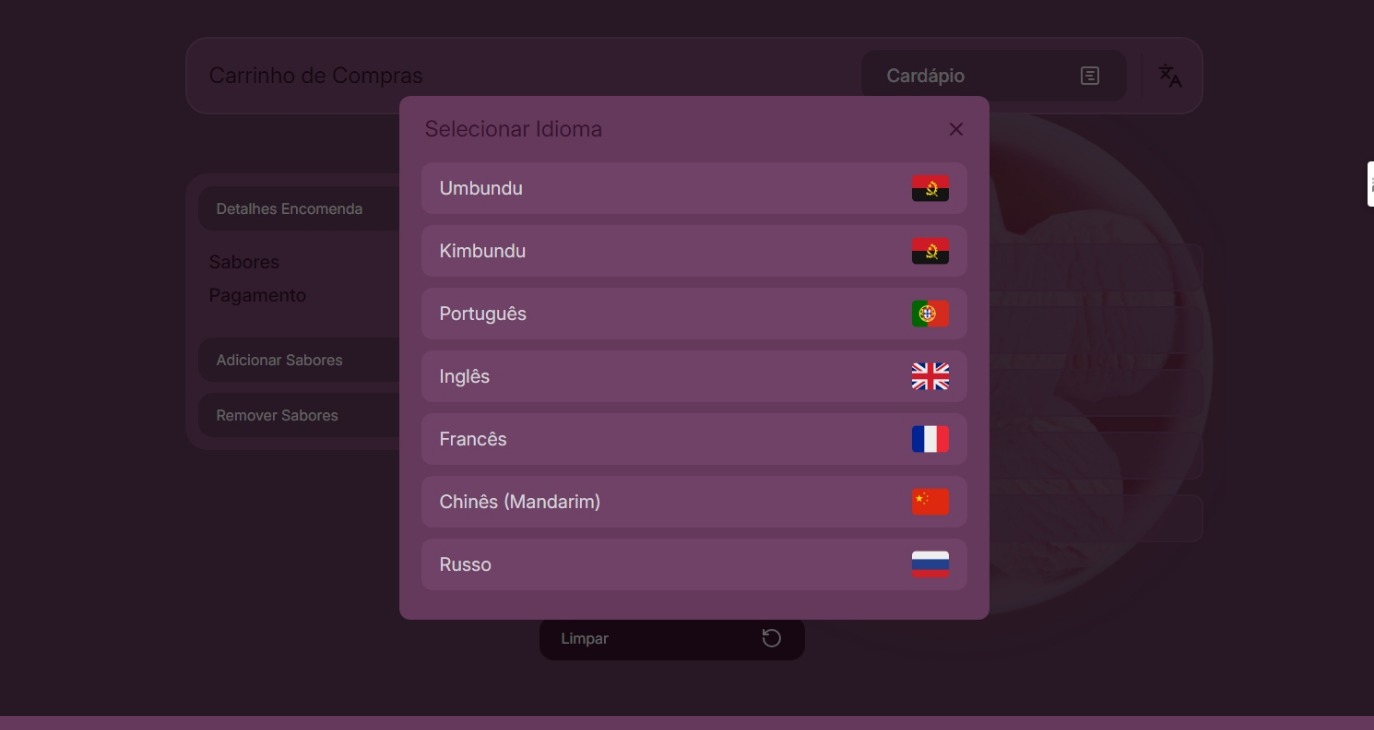 Carrinho de Compras
Cardápio
Selecionar Idioma
Umbundu
Kimbundu
Português
Inglês
Francês
Chinês (Mandarim)
Russo
Detalhes Encomenda
Sabores
Pagamento
Adicionar Sabores
Remover Sabores
Limpar